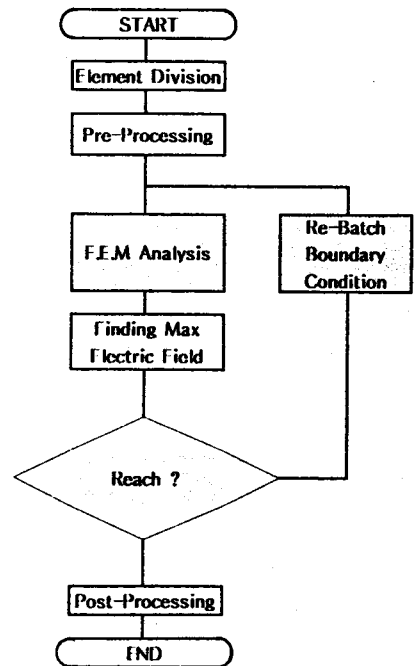 START
Element Division
Pre-Processing
F.E.M Analysis
Re-Batch
Boundary
Condition
Finding Max
Electric Field
Reach ?
Post-Processing
END